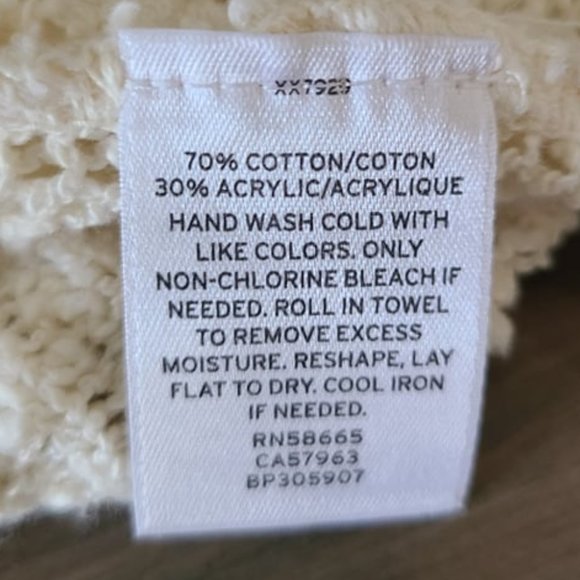 XX7929
70% COTTON/COTON
30% ACRYLIC/ACRYLIQUE
HAND WASH COLD WITH
LIKE COLORS. ONLY
NON-CHLORINE BLEACH IF
NEEDED. ROLL IN TOWEL
TO REMOVE EXCESS
MOISTURE. RESHAPE, LAY
FLAT TO DRY. COOL IRON
IF NEEDED.
RN58665
CA57963
BP305907